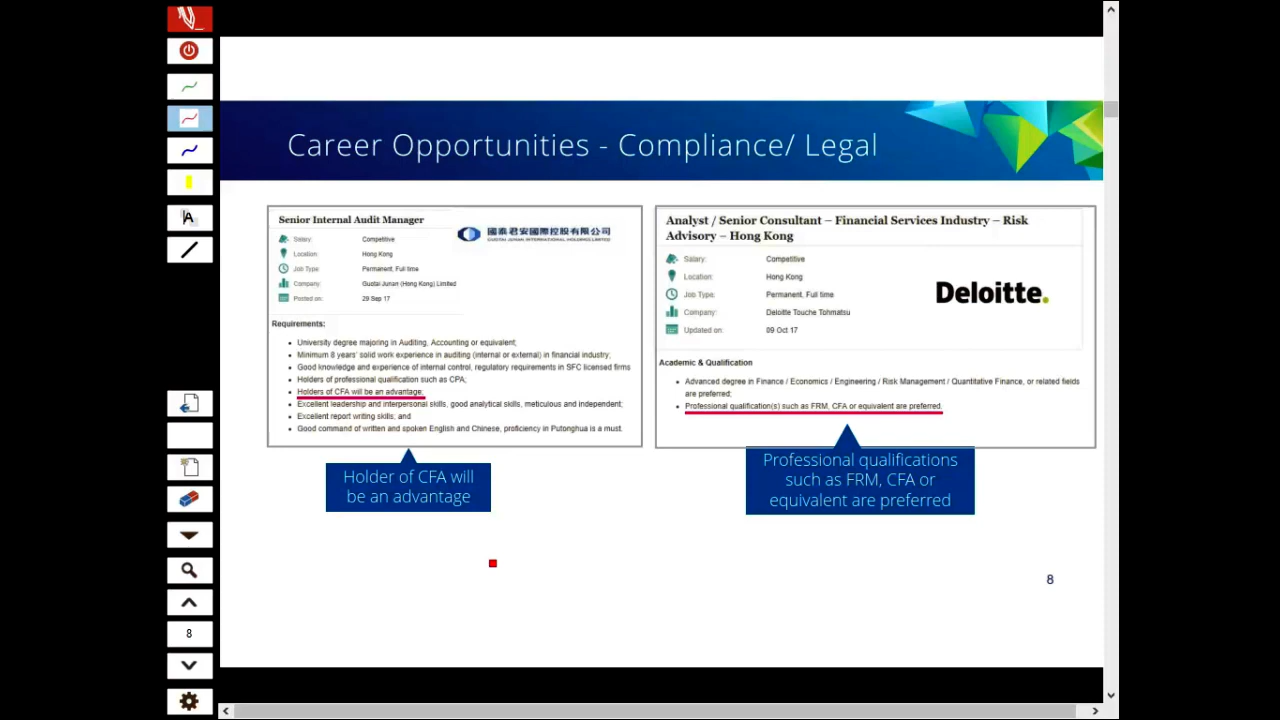 Career Opportunities - Compliance/ Legal
Senior Internal Audit Manager
國泰君安國際控股有限公司
GUOTAI JUNAN INTERNATIONAL HOLDINGS LIMITED
Salary: Competitive
Location: Hong Kong
Job Type: Permanent, Full time
Company: Guotai Junan (Hong Kong) Limited
Posted on: 29 Sep 17
Requirements:
• University degree majoring in Auditing, Accounting or equivalent;
• Minimum 8 years' solid work experience in auditing (internal or external) in financial industry;
• Good knowledge and experience of internal control, regulatory requirements in SFC licensed firms
• Holders of professional qualification such as CPA;
• Holders of CFA will be an advantage;
• Excellent leadership and interpersonal skills, good analytical skills, meticulous and independent;
• Excellent report writing skills; and
• Good command of written and spoken English and Chinese, proficiency in Putonghua is a must.
Holder of CFA will
be an advantage
Analyst / Senior Consultant – Financial Services Industry – Risk
Advisory – Hong Kong
Salary: Competitive
Location: Hong Kong
Job Type: Permanent, Full time
Company: Deloitte Touche Tohmatsu
Updated on: 09 Oct 17
Deloitte.
Academic & Qualification
• Advanced degree in Finance / Economics / Engineering / Risk Management / Quantitative Finance, or related fields
are preferred;
• Professional qualification(s) such as FRM, CFA or equivalent are preferred.
Professional qualifications
such as FRM, CFA or
equivalent are preferred
8
A
8